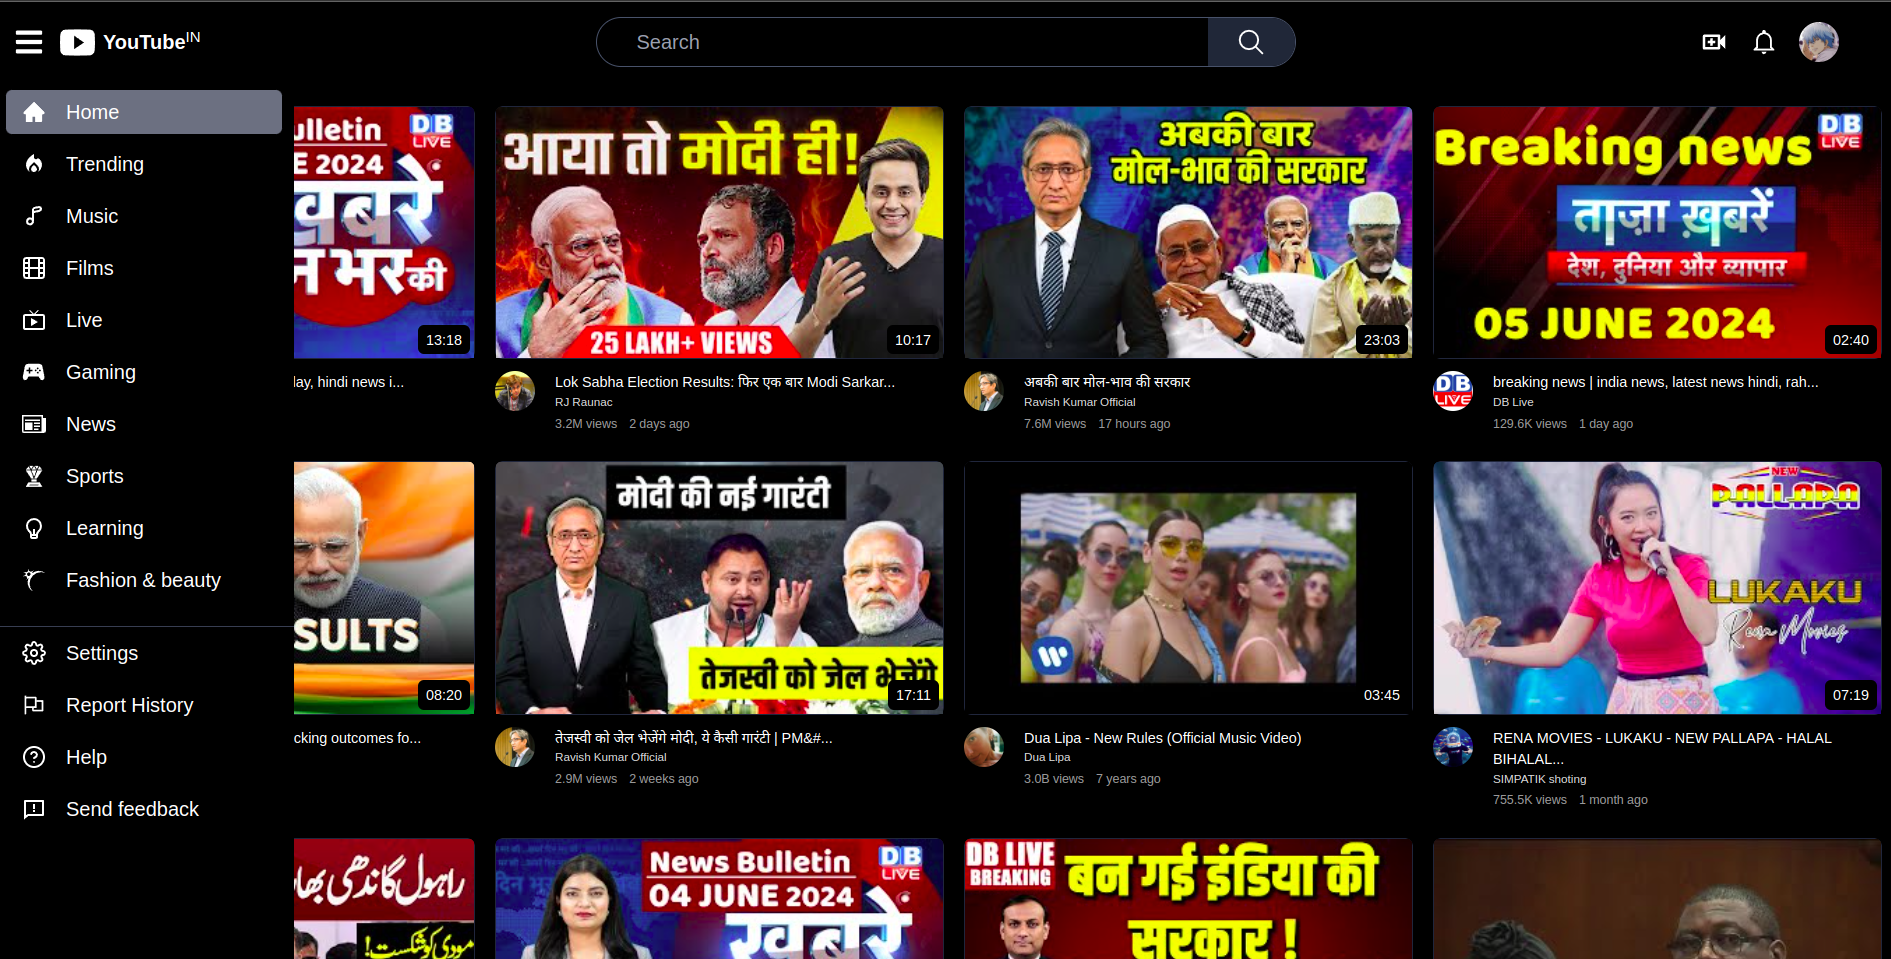 YouTube IN
Search
Home
Trending
Music
Films
Live
Gaming
News
Sports
Learning
Fashion & beauty
Settings
Report History
Help
Send feedback
ulletin
DB
LIVE
E 2024
ख़बरें
भर की
13:18
lay, hindi news i...
आया तो मोदी ही!
25 LAKH+ VIEWS
10:17
Lok Sabha Election Results: फिर एक बार Modi Sarkar...
RJ Raunac
3.2M views 2 days ago
अबकी बार
मोल-भाव की सरकार
23:03
अबकी बार मोल-भाव की सरकार
Ravish Kumar Official
7.6M views 17 hours ago
DB
LIVE
Breaking news
ताज़ा ख़बरें
देश, दुनिया और व्यापार
05 JUNE 2024
02:40
DB
LIVE
breaking news | india news, latest news hindi, rah...
DB Live
129.6K views 1 day ago
SULTS
08:20
cking outcomes fo...
मोदी की नई गारंटी
तेजस्वी को जेल भेजेंगे
17:11
तेजस्वी को जेल भेजेंगे मोदी, ये कैसी गारंटी | PM&#...
Ravish Kumar Official
2.9M views 2 weeks ago
03:45
Dua Lipa - New Rules (Official Music Video)
Dua Lipa
3.0B views 7 years ago
NEW
PALLAPA
LUKAKU
Rena Movies
07:19
RENA MOVIES - LUKAKU - NEW PALLAPA - HALAL
BIHALAL...
SIMPATIK shoting
755.5K views 1 month ago
راہول گاندھی بھا
مودی کو شکست!
News Bulletin
DB
LIVE
04 JUNE 2024
ख़बरें
DB LIVE
BREAKING
बन गई इंडिया की
सरकार !